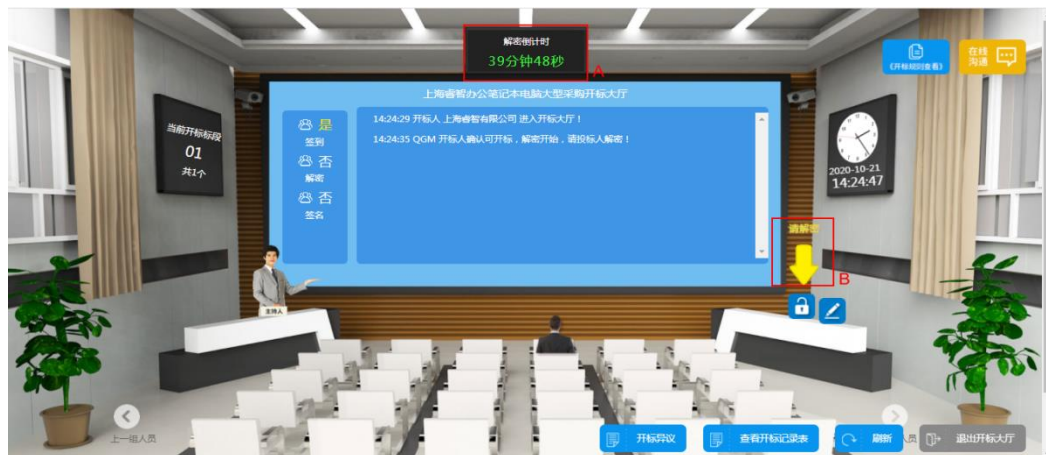 解密倒计时
39分钟48秒
A
《开标规则查看》
在线
沟通
上海睿智办公笔记本电脑大型采购开标大厅
当前开标标段
01
共1个
是
签到
否
解密
否
签名
14:24:29 开标人 上海睿智有限公司 进入开标大厅！
14:24:35 QGM 开标人确认可开标，解密开始，请投标人解密！
2020-10-21
14:24:47
请解密
B
主持人
上一组人员
开标异议
查看开标记录表
刷新
人员
退出开标大厅